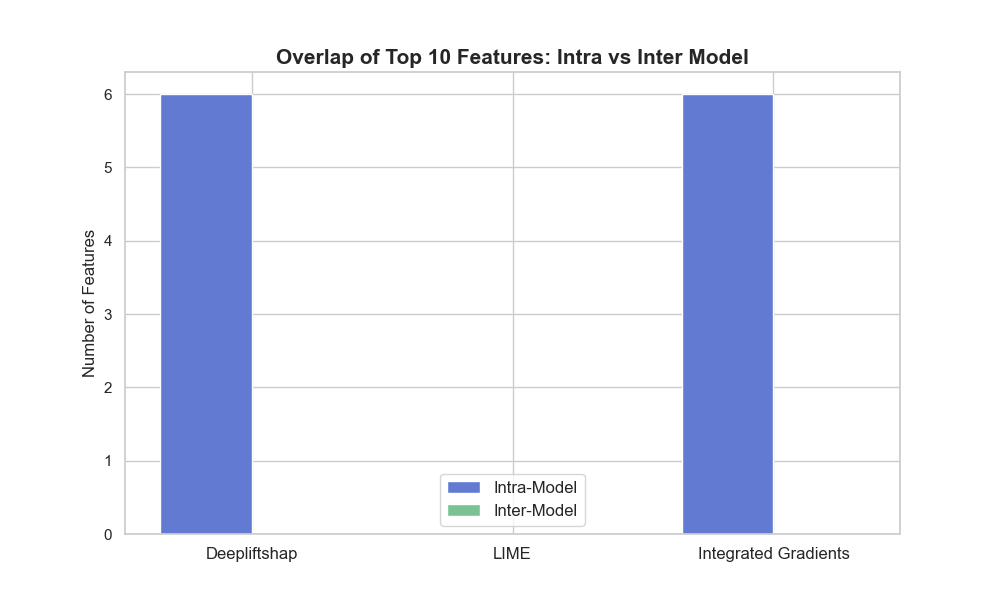 Overlap of Top 10 Features: Intra vs Inter Model
Number of Features
6
5
4
3
2
1
0
Intra-Model
Inter-Model
Deepliftshap
LIME
Integrated Gradients